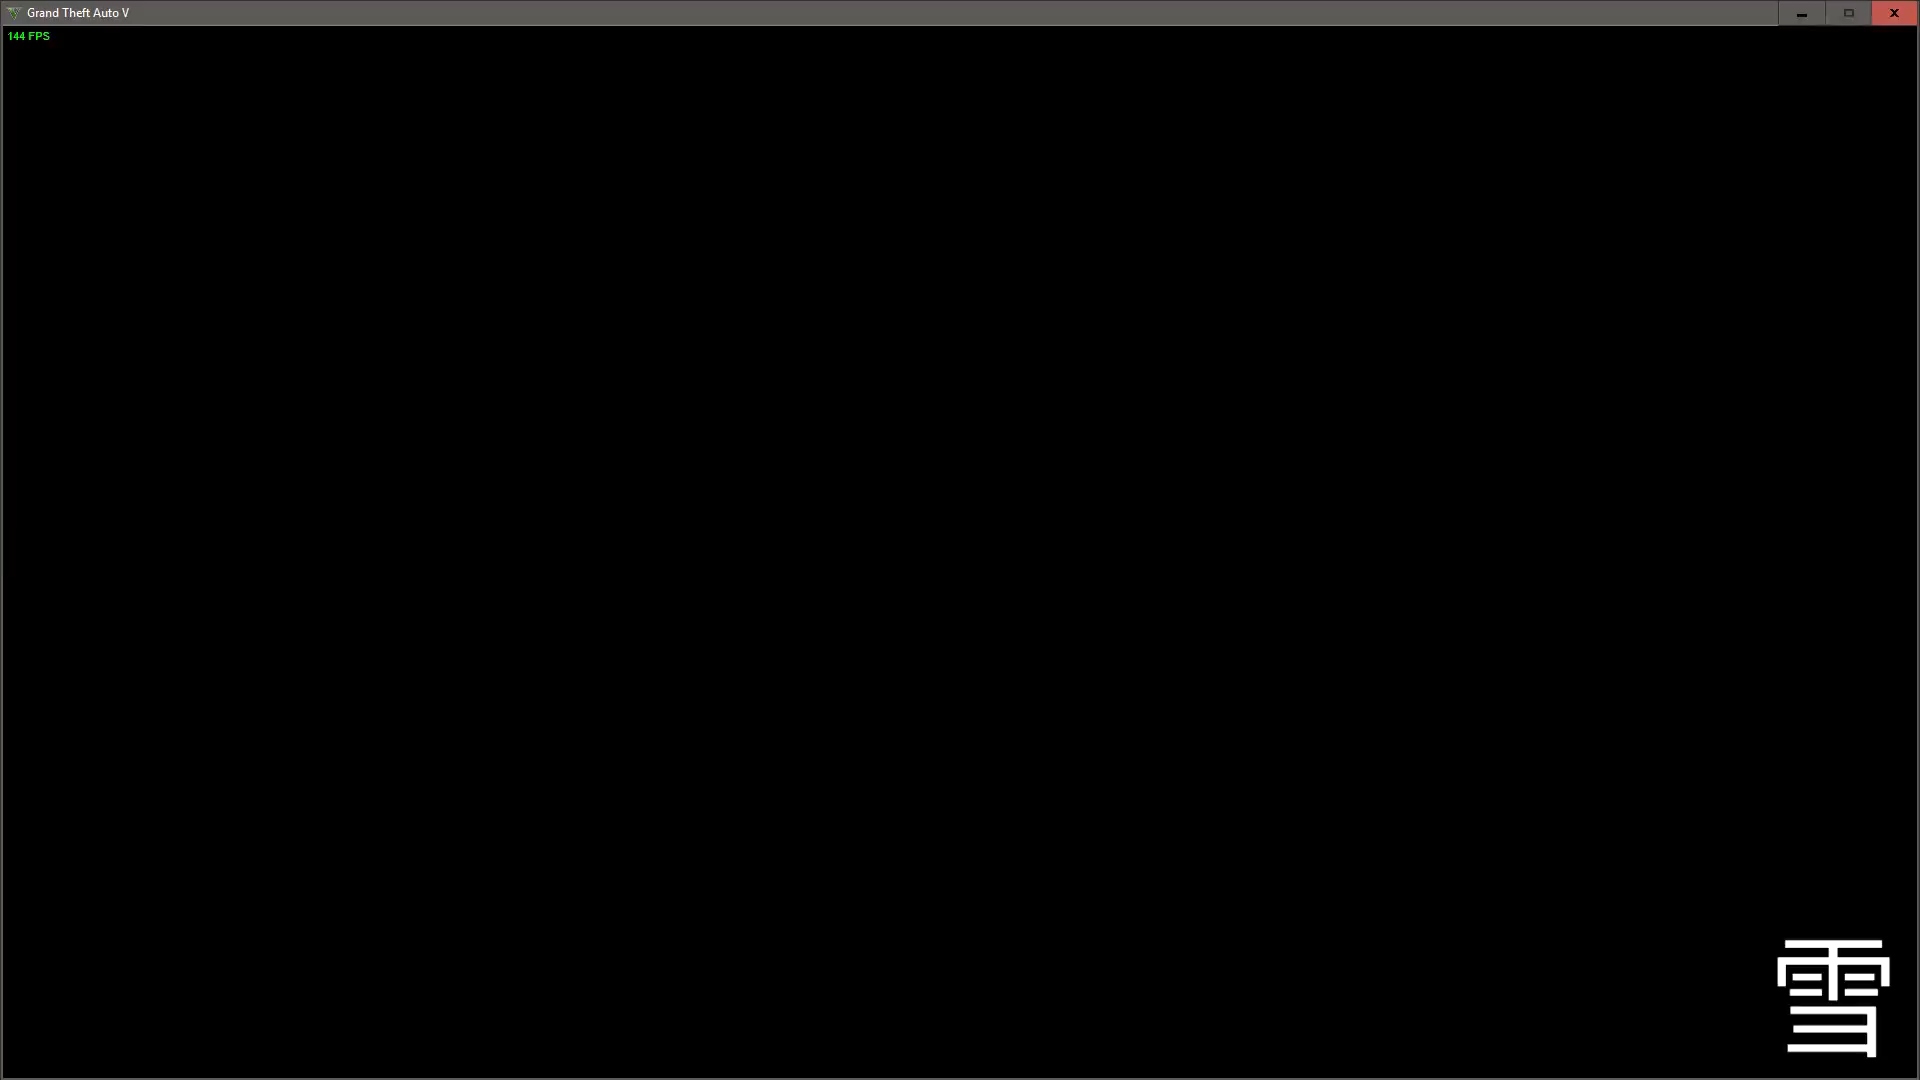 Grand Theft Auto V
144 FPS
雪